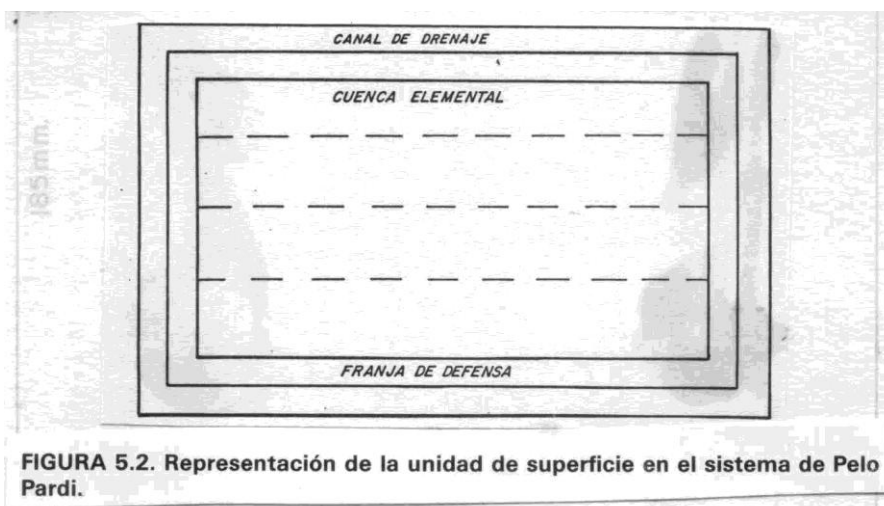 CANAL DE DRENAJE
CUENCA ELEMENTAL
185mm.
FRANJA DE DEFENSA
FIGURA 5.2. Representación de la unidad de superficie en el sistema de Pelo
Pardi.